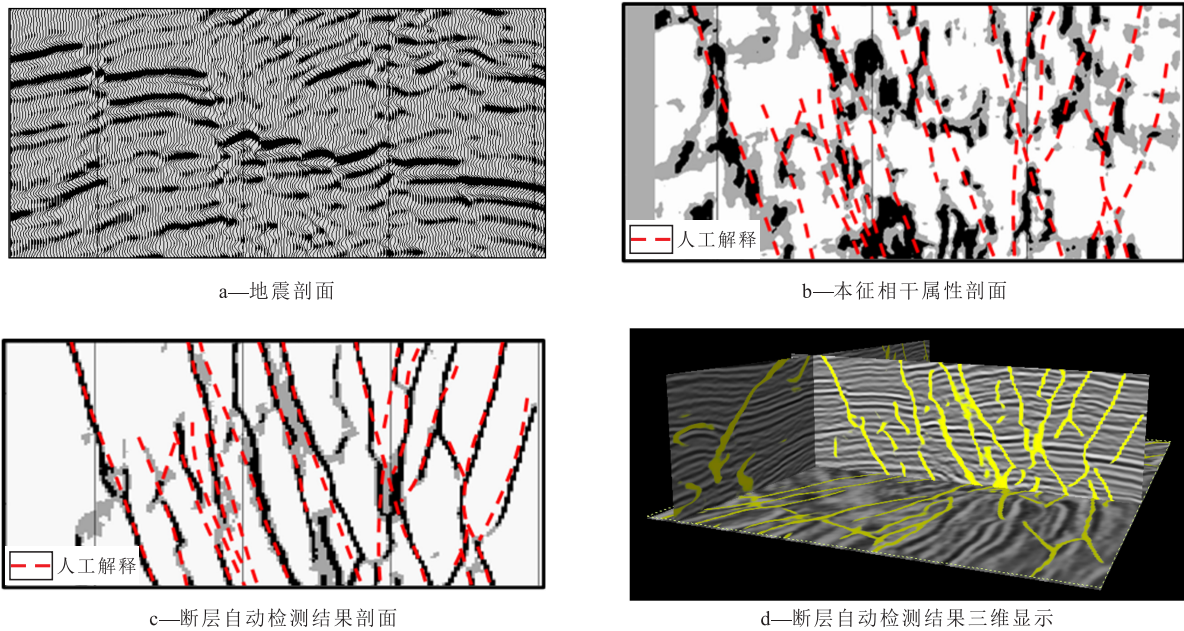 a—地震剖面
人工解释
b—本征相干属性剖面
人工解释
c—断层自动检测结果剖面
d—断层自动检测结果三维显示